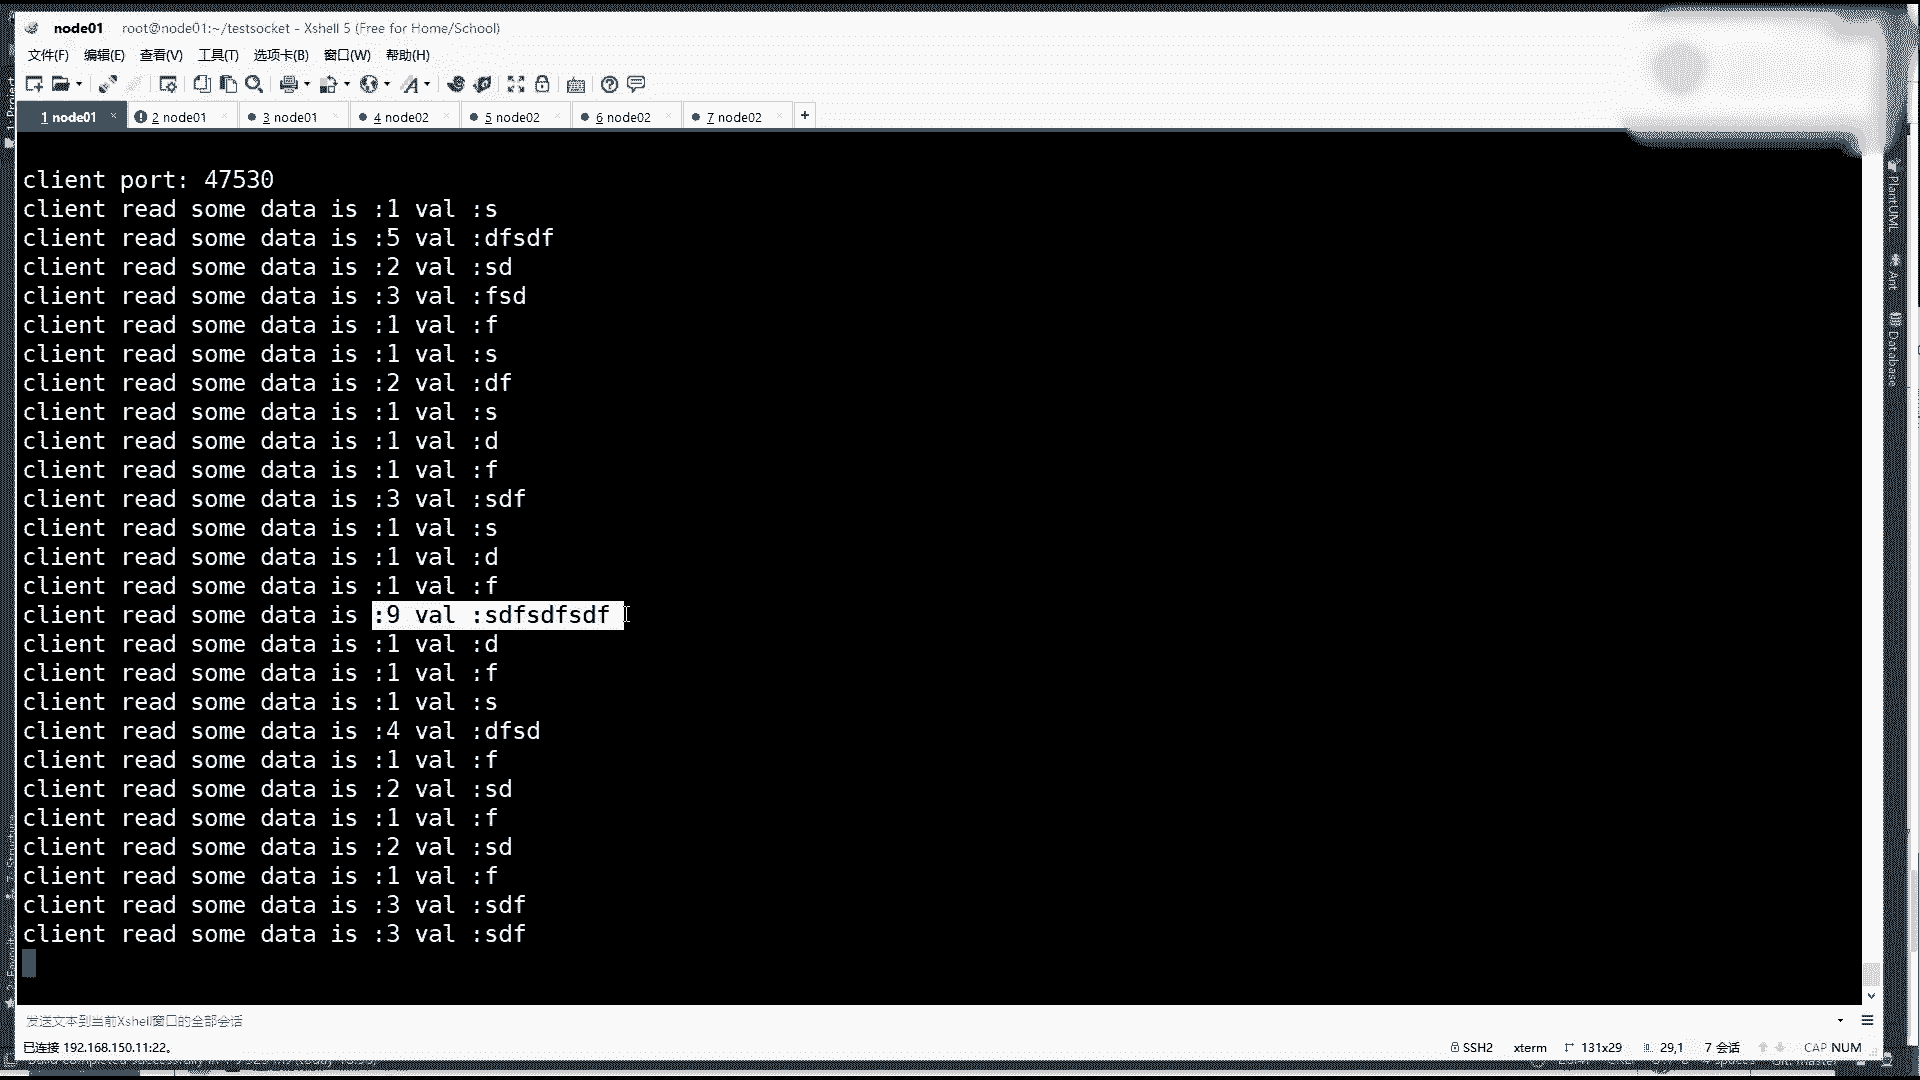 node01 root@node01:~/testsocket - Xshell 5 (Free for Home/School)
文件(F) 编辑(E) 查看(V) 工具(T) 选项卡(B) 窗口(W) 帮助(H)
1 node01 2 node01 3 node01 4 node02 5 node02 6 node02 7 node02 +
client port: 47530
client read some data is :1 val :s
client read some data is :5 val :dfsdf
client read some data is :2 val :sd
client read some data is :3 val :fsd
client read some data is :1 val :f
client read some data is :1 val :s
client read some data is :2 val :df
client read some data is :1 val :s
client read some data is :1 val :d
client read some data is :1 val :f
client read some data is :3 val :sdf
client read some data is :1 val :s
client read some data is :1 val :d
client read some data is :1 val :f
client read some data is :9 val :sdfsdfsdf
client read some data is :1 val :d
client read some data is :1 val :f
client read some data is :1 val :s
client read some data is :4 val :dfsd
client read some data is :1 val :f
client read some data is :2 val :sd
client read some data is :1 val :f
client read some data is :2 val :sd
client read some data is :1 val :f
client read some data is :3 val :sdf
client read some data is :3 val :sdf
发送文本到当前Xshell窗口的全部会话
已连接 192.168.150.11:22。 SSH2 xterm 131x29 29,1 7 会话 CAP NUM
1: Project
7: Structure
2: Favorites
PlantUML
Ant
Database